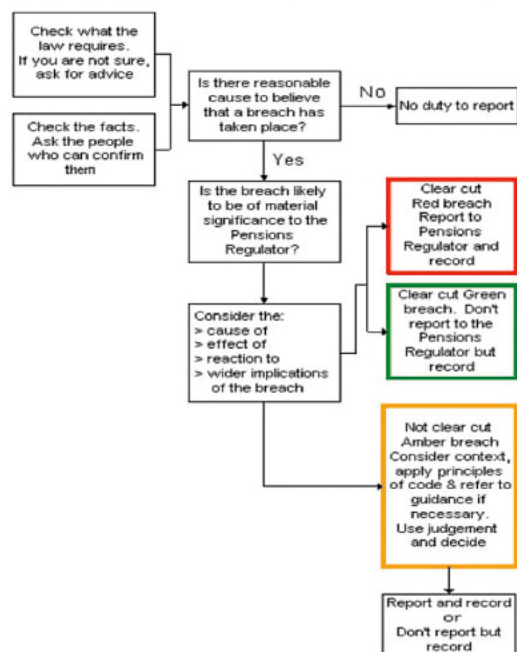 Check what the
law requires.
If you are not sure,
ask for advice
Check the facts.
Ask the people
who can confirm
them
Is there reasonable
cause to believe
that a breach has
taken place?
No
No duty to report
Yes
Is the breach likely
to be of material
significance to the
Pensions
Regulator?
Clear cut
Red breach
Report to
Pensions
Regulator and
record
Clear cut Green
breach. Don't
report to the
Pensions
Regulator but
record
Consider the:
> cause of
> effect of
> reaction to
> wider implications
of the breach
Not clear cut
Amber breach
Consider context,
apply principles
of code & refer to
guidance if
necessary.
Use judgement
and decide
Report and record
or
Don't report but
record